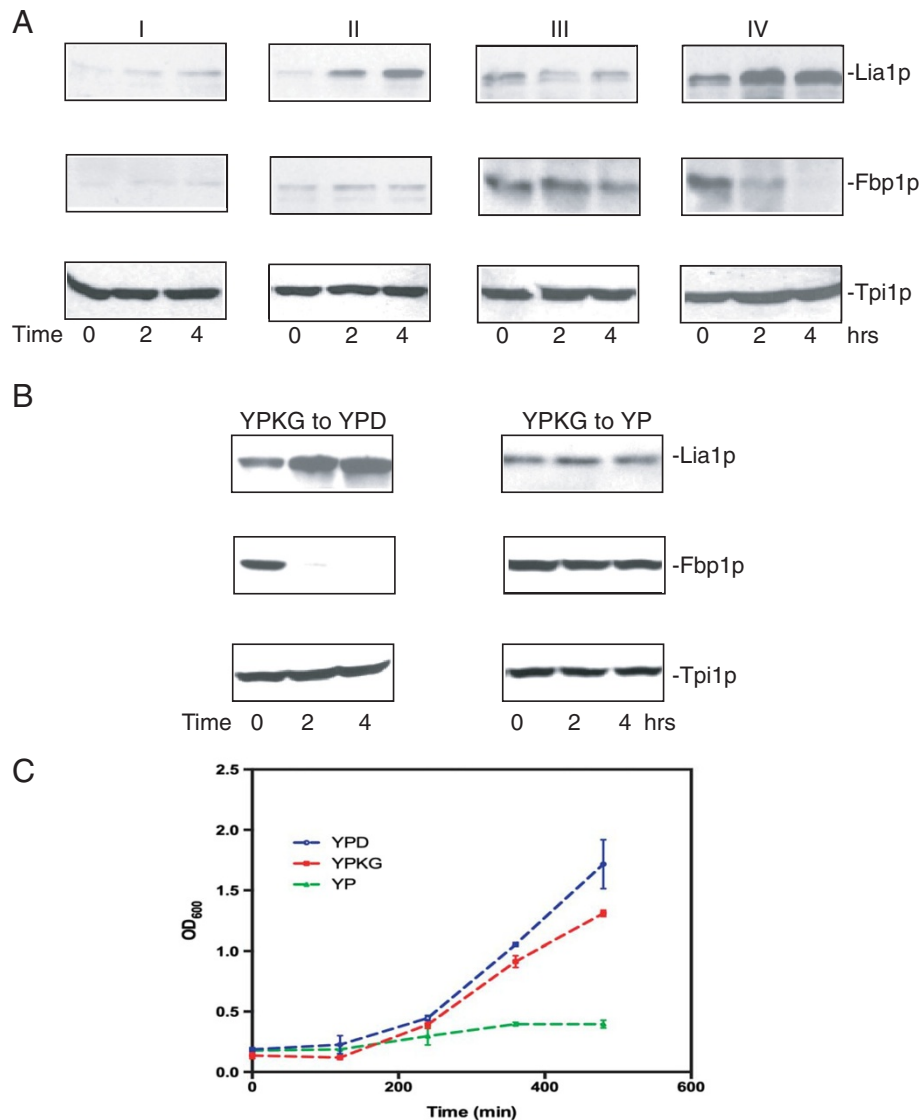 A
I II III IV
-Lia1p
-Fbp1p
-Tpi1p
Time 0 2 4 0 2 4 0 2 4 0 2 4 hrs
B
YPKG to YPD YPKG to YP
-Lia1p
-Fbp1p
-Tpi1p
Time 0 2 4 0 2 4 hrs
C
2.5
2.0
1.5
1.0
0.5
0.0
OD600
YPD
YPKG
YP
0 200 400 600
Time (min)